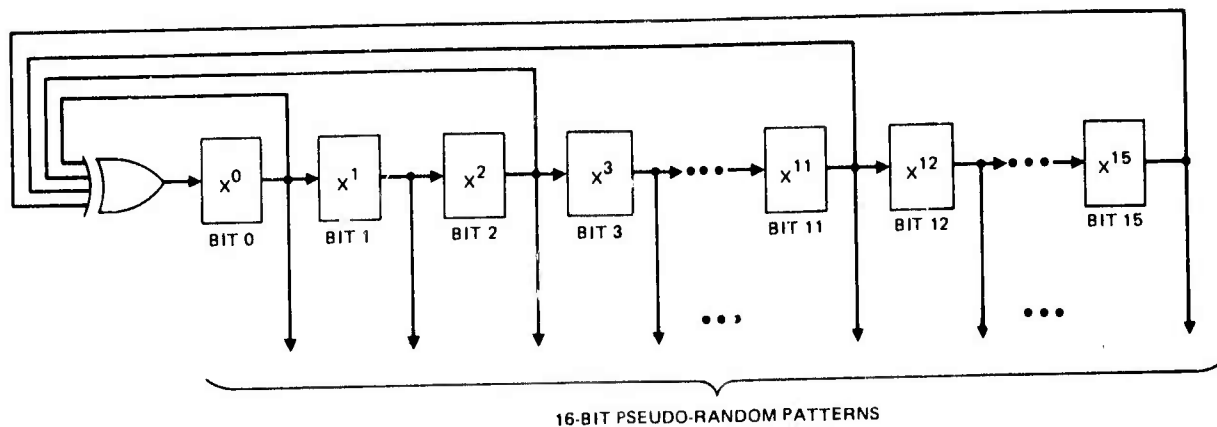 X⁰ X¹ X² X³ X¹¹ X¹² X¹⁵
BIT 0 BIT 1 BIT 2 BIT 3 BIT 11 BIT 12 BIT 15
16-BIT PSEUDO-RANDOM PATTERNS